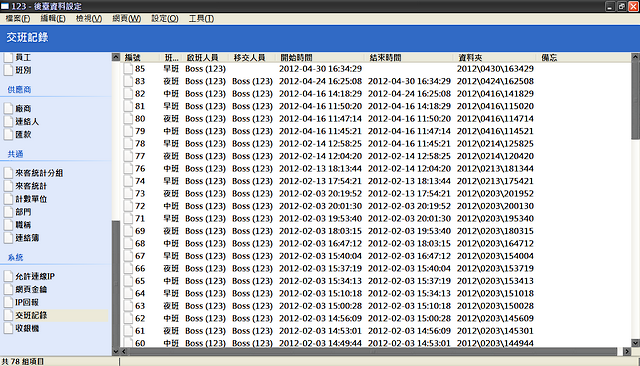 123 - 後臺資料設定
檔案(F) 編輯(E) 檢視(V) 網頁(W) 設定(O) 工具(T)
交班記錄
員工
班別
供應商
廠商
連絡人
匯款
共通
來客統計分組
來客統計
計數單位
部門
職稱
連絡簿
系統
允許連線IP
網頁金鑰
IP回報
交班記錄
收銀機
編號 班... 啟班人員 移交人員 開始時間 結束時間 資料夾 備忘
85 早班 Boss (123) 2012-04-30 16:34:29 2012\0430\163429
83 夜班 Boss (123) Boss (123) 2012-04-24 16:25:08 2012-04-30 16:34:29 2012\0424\162508
82 中班 Boss (123) Boss (123) 2012-04-16 14:18:29 2012-04-24 16:25:08 2012\0416\141829
81 早班 Boss (123) Boss (123) 2012-04-16 11:50:20 2012-04-16 14:18:29 2012\0416\115020
80 夜班 Boss (123) Boss (123) 2012-04-16 11:47:14 2012-04-16 11:50:20 2012\0416\114714
79 中班 Boss (123) Boss (123) 2012-04-16 11:45:21 2012-04-16 11:47:14 2012\0416\114521
78 早班 Boss (123) Boss (123) 2012-02-14 12:58:25 2012-04-16 11:45:21 2012\0214\125825
77 夜班 Boss (123) Boss (123) 2012-02-14 12:04:20 2012-02-14 12:58:25 2012\0214\120420
76 中班 Boss (123) Boss (123) 2012-02-13 18:13:44 2012-02-14 12:04:20 2012\0213\181344
74 早班 Boss (123) Boss (123) 2012-02-13 17:54:21 2012-02-13 18:13:44 2012\0213\175421
73 夜班 Boss (123) Boss (123) 2012-02-03 20:19:52 2012-02-13 17:54:21 2012\0203\201952
72 中班 Boss (123) Boss (123) 2012-02-03 20:01:30 2012-02-03 20:19:52 2012\0203\200130
71 早班 Boss (123) Boss (123) 2012-02-03 19:53:40 2012-02-03 20:01:30 2012\0203\195340
69 夜班 Boss (123) Boss (123) 2012-02-03 18:03:15 2012-02-03 19:53:40 2012\0203\180315
68 中班 Boss (123) Boss (123) 2012-02-03 16:47:12 2012-02-03 18:03:15 2012\0203\164712
67 早班 Boss (123) Boss (123) 2012-02-03 15:40:04 2012-02-03 16:47:12 2012\0203\154004
66 夜班 Boss (123) Boss (123) 2012-02-03 15:37:19 2012-02-03 15:40:04 2012\0203\153719
65 中班 Boss (123) Boss (123) 2012-02-03 15:34:13 2012-02-03 15:37:19 2012\0203\153413
64 早班 Boss (123) Boss (123) 2012-02-03 15:10:18 2012-02-03 15:34:13 2012\0203\151018
63 夜班 Boss (123) Boss (123) 2012-02-03 15:00:28 2012-02-03 15:10:18 2012\0203\150028
62 中班 Boss (123) Boss (123) 2012-02-03 14:56:09 2012-02-03 15:00:28 2012\0203\145609
61 夜班 Boss (123) Boss (123) 2012-02-03 14:53:01 2012-02-03 14:56:09 2012\0203\145301
60 中班 Boss (123) Boss (123) 2012-02-03 14:49:44 2012-02-03 14:53:01 2012\0203\144944
共 78 組項目